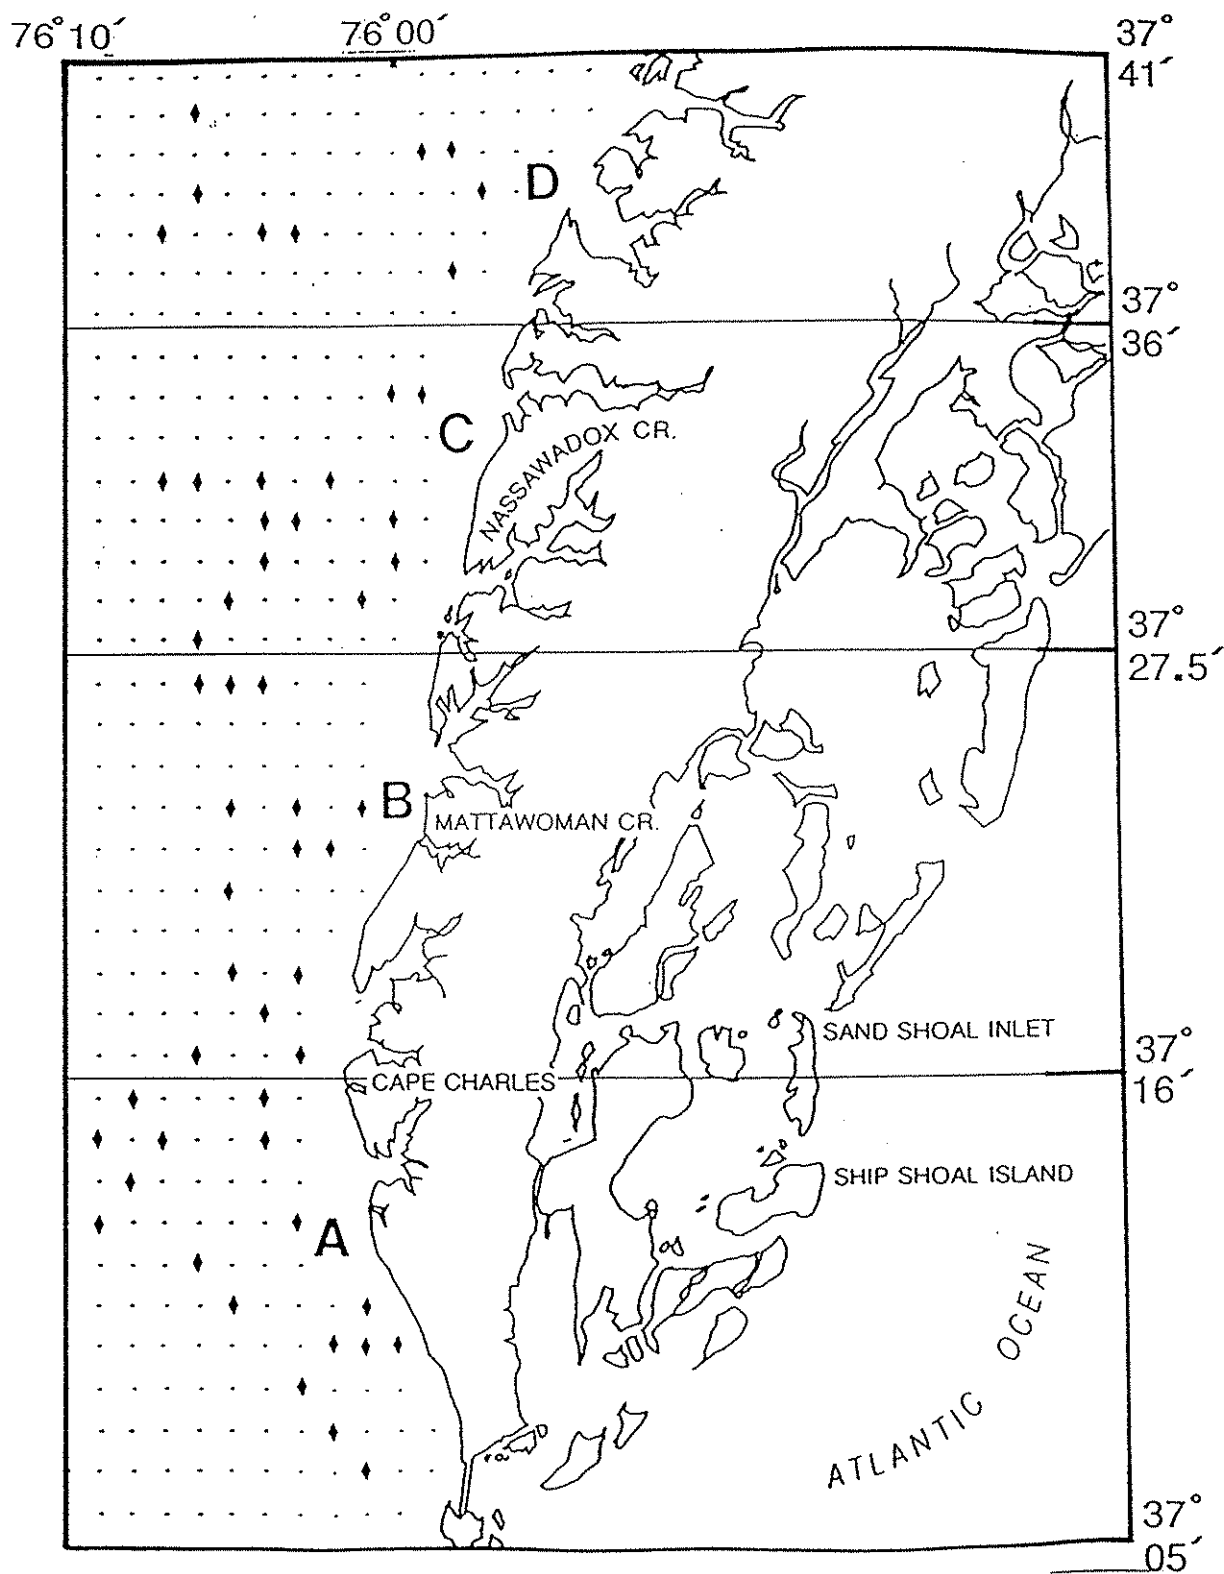 76°10′
76°00′
37°
41′
D
37°
36′
C
NASSAWADOX CR.
37°
27.5′
B
MATTAWOMAN CR.
SAND SHOAL INLET
37°
16′
CAPE CHARLES
SHIP SHOAL ISLAND
A
ATLANTIC OCEAN
37°
05′